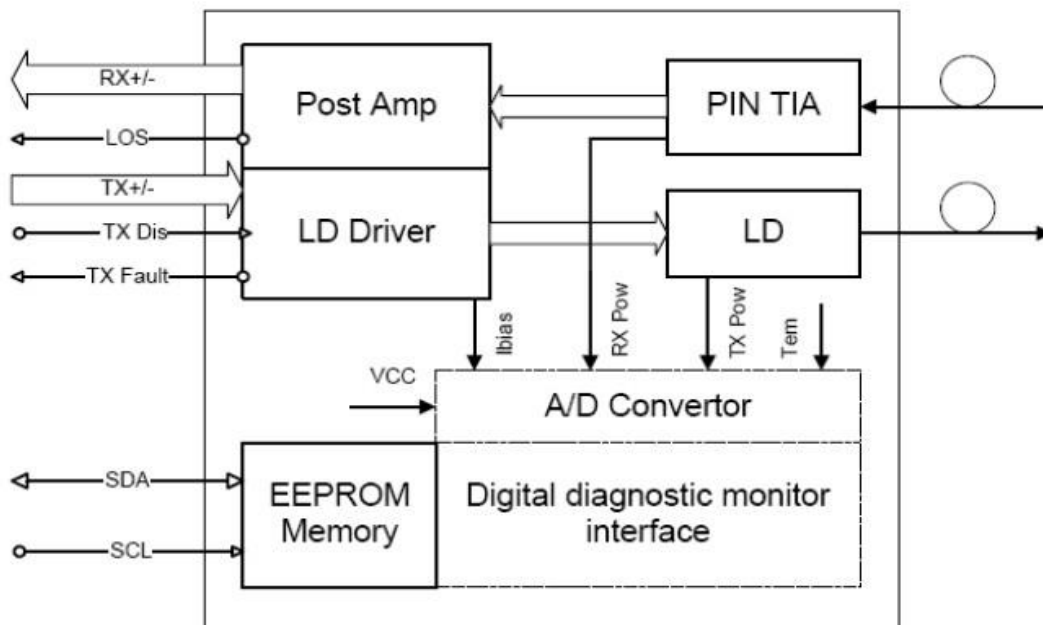 RX+/-
Post Amp
PIN TIA
LOS
TX+/-
TX Dis
LD Driver
LD
TX Fault
Ibias
RX Pow
TX Pow
Tem
VCC
A/D Convertor
SDA
EEPROM
Memory
Digital diagnostic monitor
interface
SCL